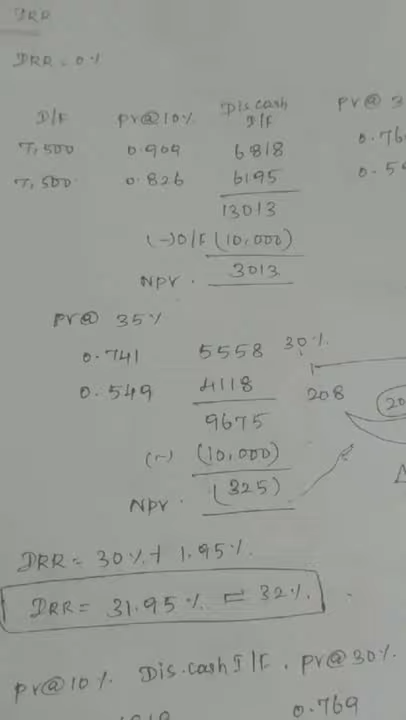 IRR
IRR = 0%
I/F PV@10% Dis cash I/F PV@ 3
7,500 0.909 6818 0.76
7,500 0.826 6195 0.5
13013
(-) O/F (10,000)
NPV. 3013
PV@ 35%
0.741 5558 30%.
0.549 4118 208
9675
(-) (10,000)
NPV. (325)
IRR = 30% + 1.95%.
IRR = 31.95% = 32%.
PV@10%. Dis.cash I/F. PV@30%.
0.769